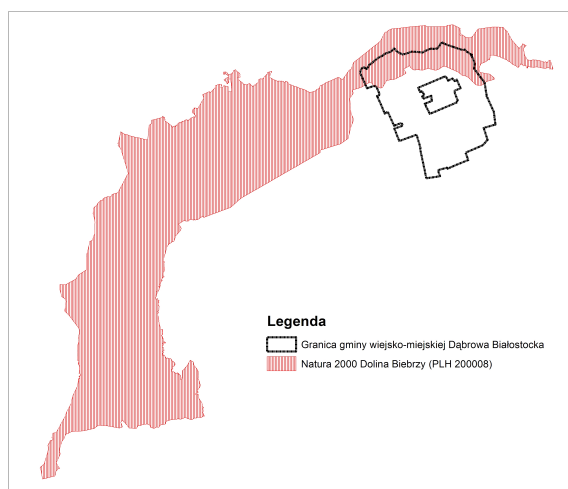 Legenda
Granica gminy wiejsko-miejskiej Dąbrowa Białostocka
Natura 2000 Dolina Biebrzy (PLH 200008)